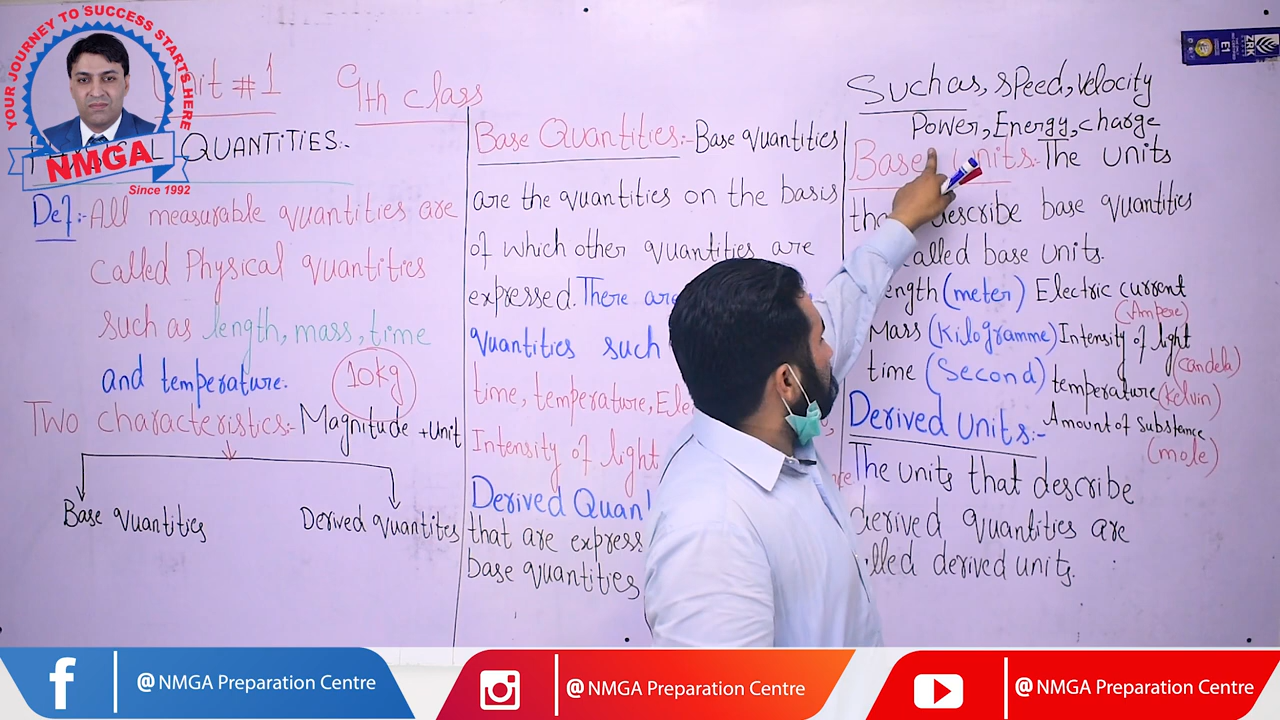 YOUR JOURNEY TO SUCCESS STARTS HERE
NMGA
Since 1992
Unit #1 9th class
PHYSICAL QUANTITIES:-
Def:- All measurable quantities are
called Physical quantities
such as length, mass, time
and temperature.
10kg
Two characteristics:- Magnitude + unit
Base quantities
Derived quantites
Base Quantities:- Base quantities
are the quantities on the basis
of which other quantities are
expressed. There are
quantities such
time, temperature, Ele
Intensity of light
Derived Quan
that are express
base quantities
Such as, speed, velocity
Power, Energy, charge
Base units:- The units
describe base quantities
called base units.
length (meter) Electric current
(Ampere)
Mass (Kilogramme) Intensity of light
(candela)
time (Second) temperature (kelvin)
Amount of substance
(mole)
Derived Units:-
The units that describe
derived quantities are
called derived units.
ZRK
E1
@NMGA Preparation Centre
@NMGA Preparation Centre
@NMGA Preparation Centre